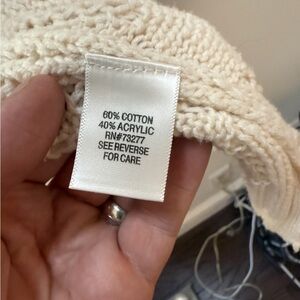 60% COTTON
40% ACRYLIC
RN#73277
SEE REVERSE
FOR CARE